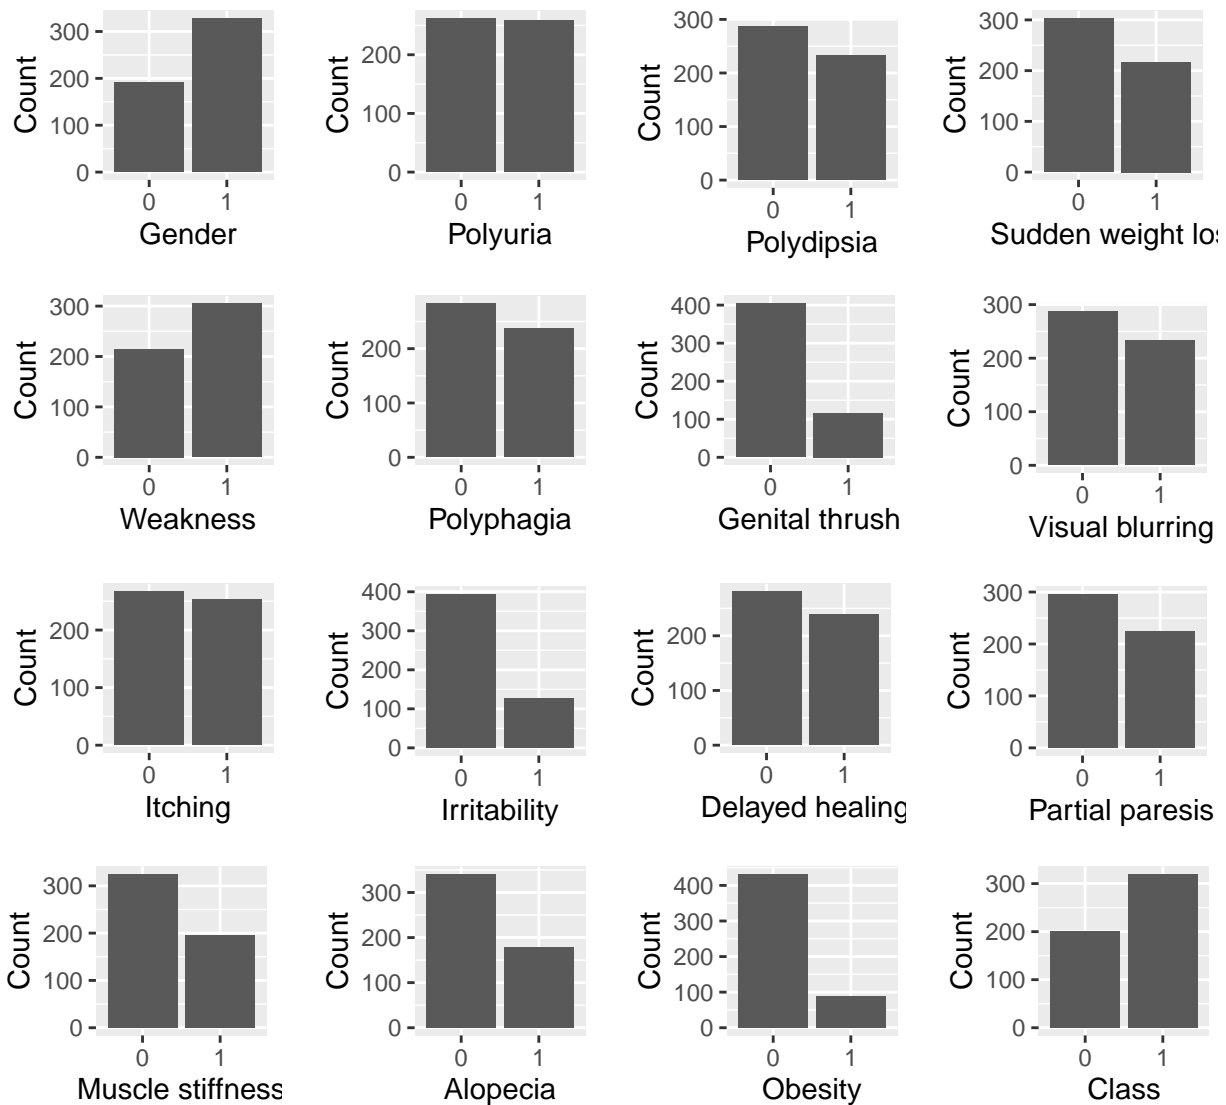 Count
300
200
100
0
0 1
Gender
Count
200
100
0
0 1
Polyuria
Count
300
200
100
0
0 1
Polydipsia
Count
300
200
100
0
0 1
Sudden weight los
Count
300
200
100
0
0 1
Weakness
Count
200
100
0
0 1
Polyphagia
Count
400
300
200
100
0
0 1
Genital thrush
Count
300
200
100
0
0 1
Visual blurring
Count
200
100
0
0 1
Itching
Count
400
300
200
100
0
0 1
Irritability
Count
200
100
0
0 1
Delayed healing
Count
300
200
100
0
0 1
Partial paresis
Count
300
200
100
0
0 1
Muscle stiffness
Count
300
200
100
0
0 1
Alopecia
Count
400
300
200
100
0
0 1
Obesity
Count
300
200
100
0
0 1
Class